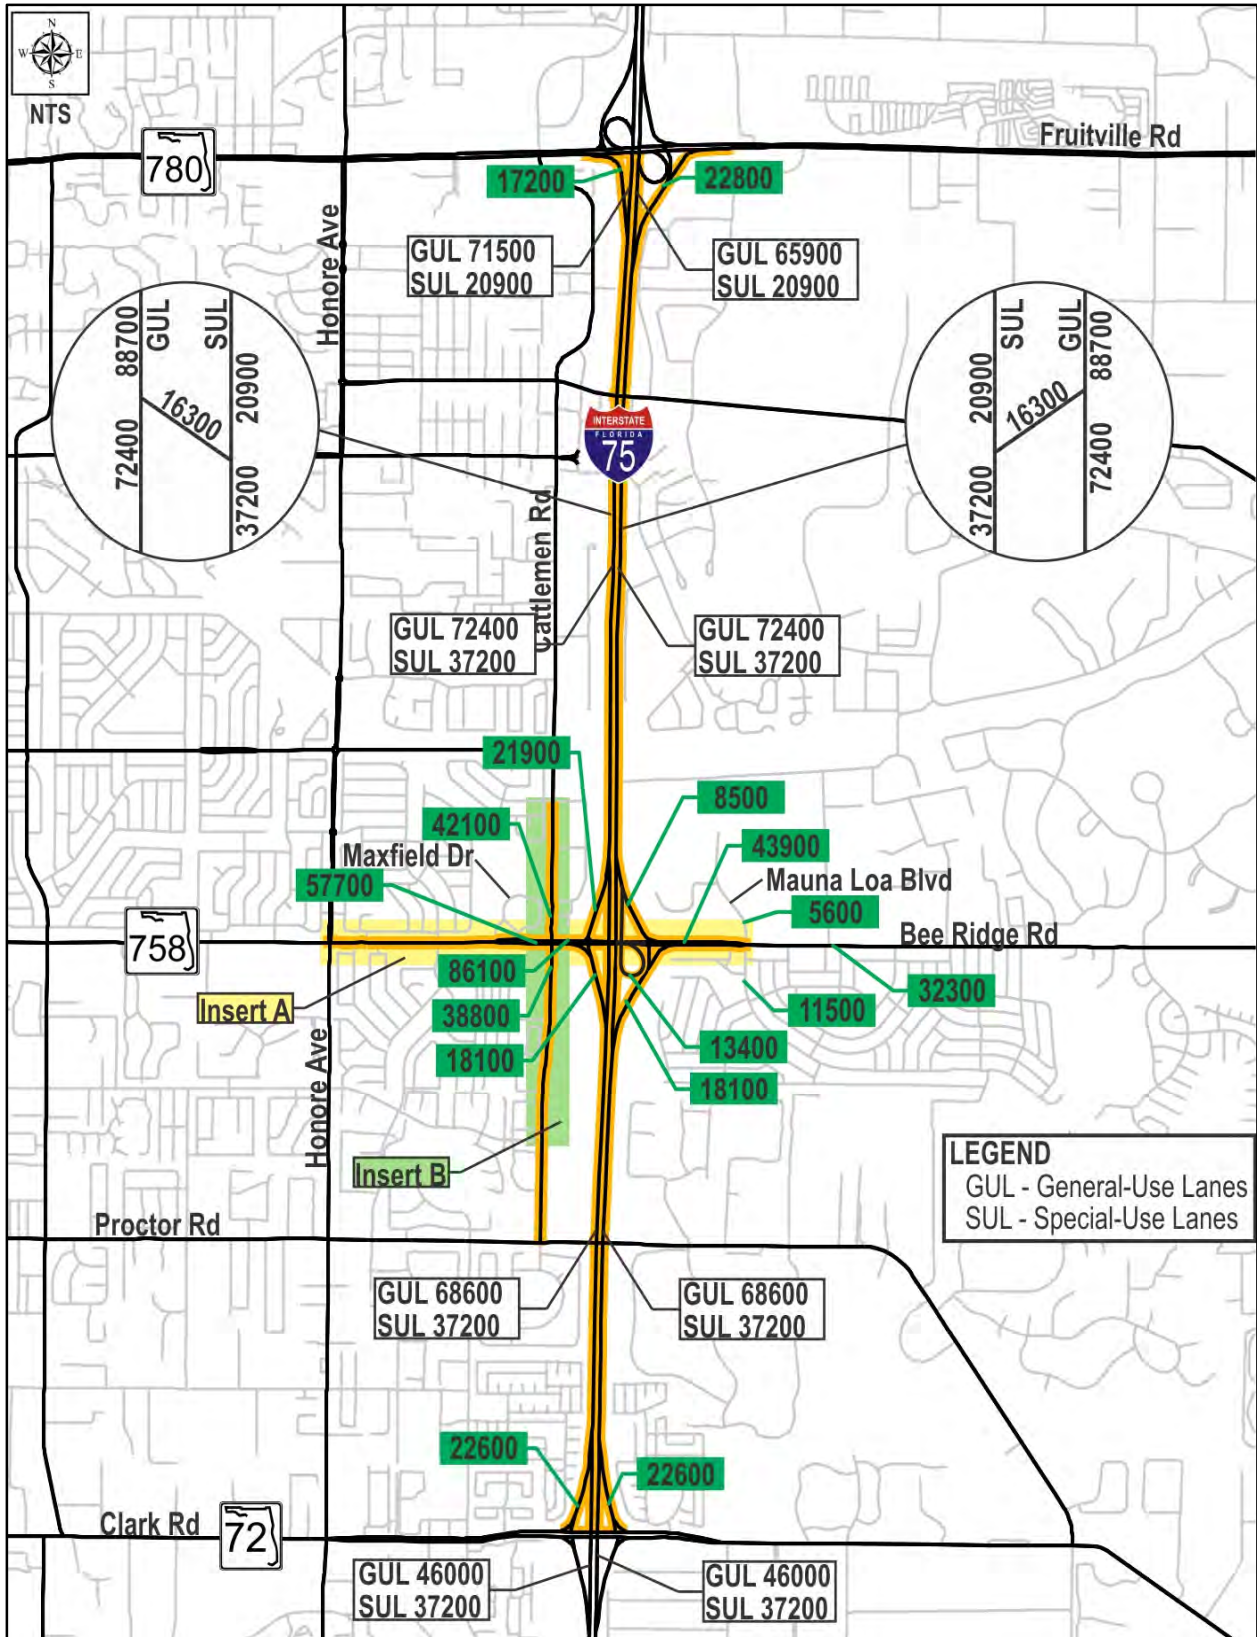 N
W E
S
NTS
780
Fruitville Rd
17200
22800
Honore Ave
GUL 71500
SUL 20900
GUL 65900
SUL 20900
88700
GUL
SUL
20900
16300
72400
37200
20900
SUL
GUL
88700
16300
37200
72400
INTERSTATE
FLORIDA
75
Cattlemen Rd
GUL 72400
SUL 37200
GUL 72400
SUL 37200
21900
8500
42100
43900
Maxfield Dr
57700
Mauna Loa Blvd
5600
758
Bee Ridge Rd
86100
32300
Insert A
38800
11500
18100
13400
18100
Honore Ave
Insert B
LEGEND
GUL - General-Use Lanes
SUL - Special-Use Lanes
Proctor Rd
GUL 68600
SUL 37200
GUL 68600
SUL 37200
22600
22600
Clark Rd
72
GUL 46000
SUL 37200
GUL 46000
SUL 37200